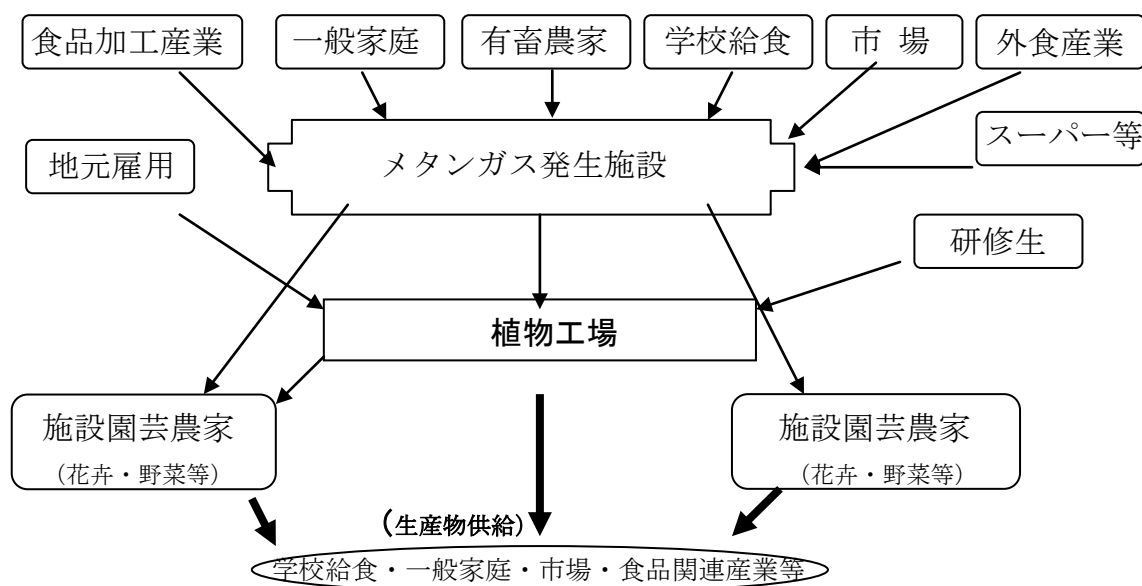 食品加工産業
一般家庭
有畜農家
学校給食
市 場
外食産業
スーパー等
地元雇用
メタンガス発生施設
研修生
植物工場
施設園芸農家
（花卉・野菜等）
施設園芸農家
（花卉・野菜等）
(生産物供給)
学校給食・一般家庭・市場・食品関連産業等